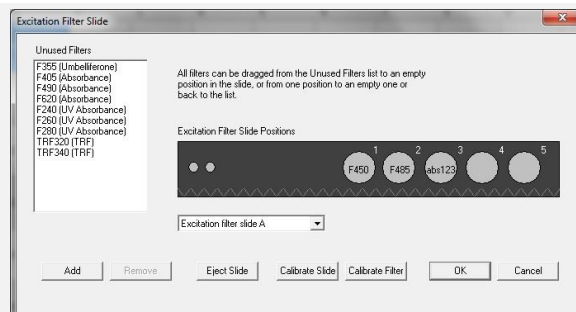 Excitation Filter Slide
Unused Filters
F355 (Umbelliferone)
F405 (Absorbance)
F490 (Absorbance)
F620 (Absorbance)
F240 (UV Absorbance)
F260 (UV Absorbance)
F280 (UV Absorbance)
TRF320 (TRF)
TRF340 (TRF)
All filters can be dragged from the Unused Filters list to an empty
position in the slide, or from one position to an empty one or
back to the list.
Excitation Filter Slide Positions
1 2 3 4 5
F450 F485 abs123
Excitation filter slide A
Add Remove Eject Slide Calibrate Slide Calibrate Filter OK Cancel